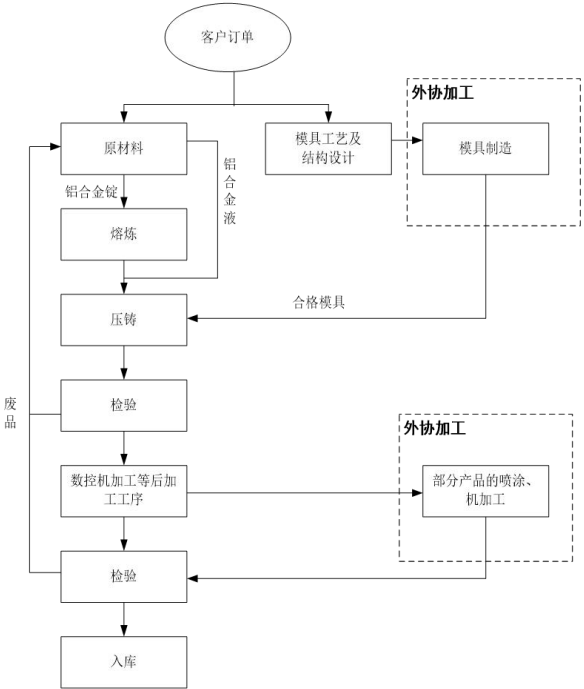 客户订单
外协加工
原材料
模具工艺及
结构设计
模具制造
铝合金锭
铝合金液
熔炼
合格模具
压铸
检验
废品
外协加工
数控机加工等后加
工工序
部分产品的喷涂、
机加工
检验
入库